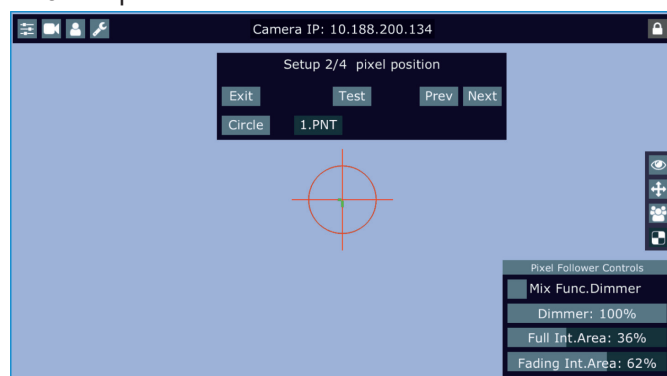 Camera IP: 10.188.200.134
Setup 2/4 pixel position
Exit Test Prev Next
Circle 1.PNT
Pixel Follower Controls
Mix Func.Dimmer
Dimmer: 100%
Full Int.Area: 36%
Fading Int.Area: 62%